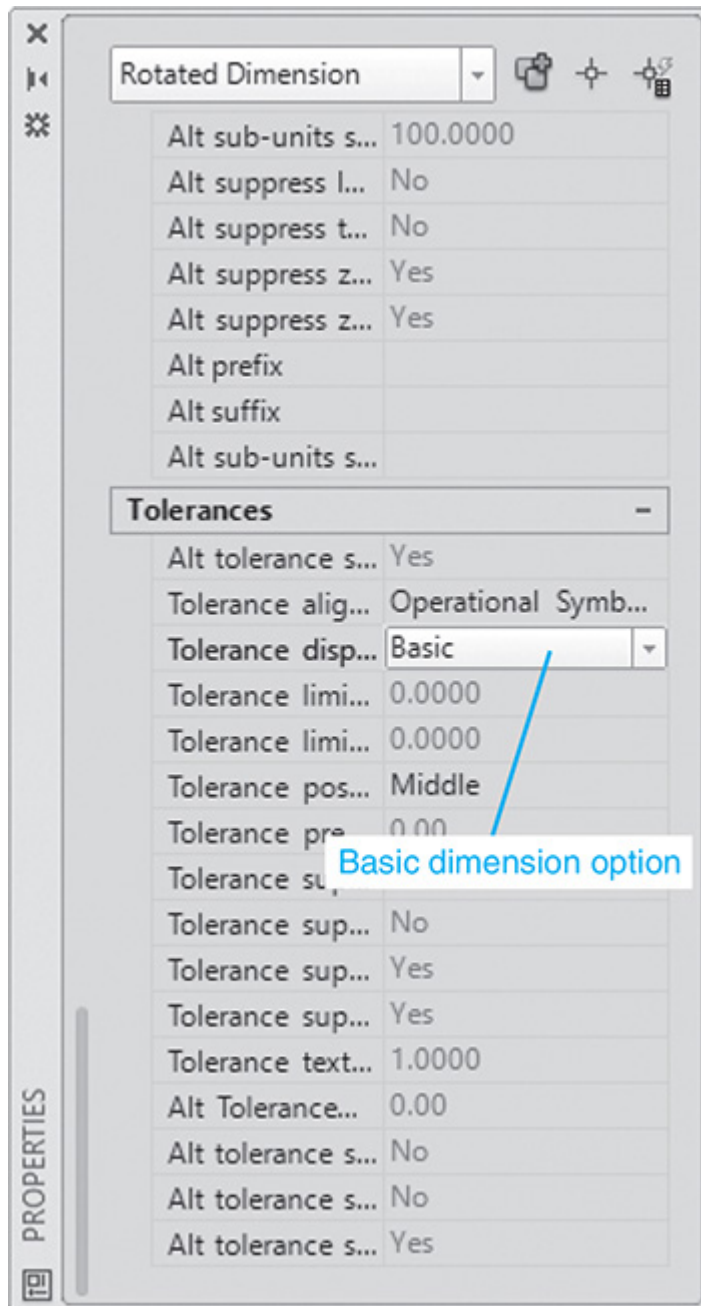 Rotated Dimension
Alt sub-units s... 100.0000
Alt suppress l... No
Alt suppress t... No
Alt suppress z... Yes
Alt suppress z... Yes
Alt prefix
Alt suffix
Alt sub-units s...
Tolerances
Alt tolerance s... Yes
Tolerance alig... Operational Symb...
Tolerance disp... Basic
Tolerance limi... 0.0000
Tolerance limi... 0.0000
Tolerance pos... Middle
Tolerance pre... 0.00
Basic dimension option
Tolerance sup...
Tolerance sup... No
Tolerance sup... Yes
Tolerance sup... Yes
Tolerance text... 1.0000
Alt Tolerance... 0.00
Alt tolerance s... No
Alt tolerance s... No
Alt tolerance s... Yes
PROPERTIES